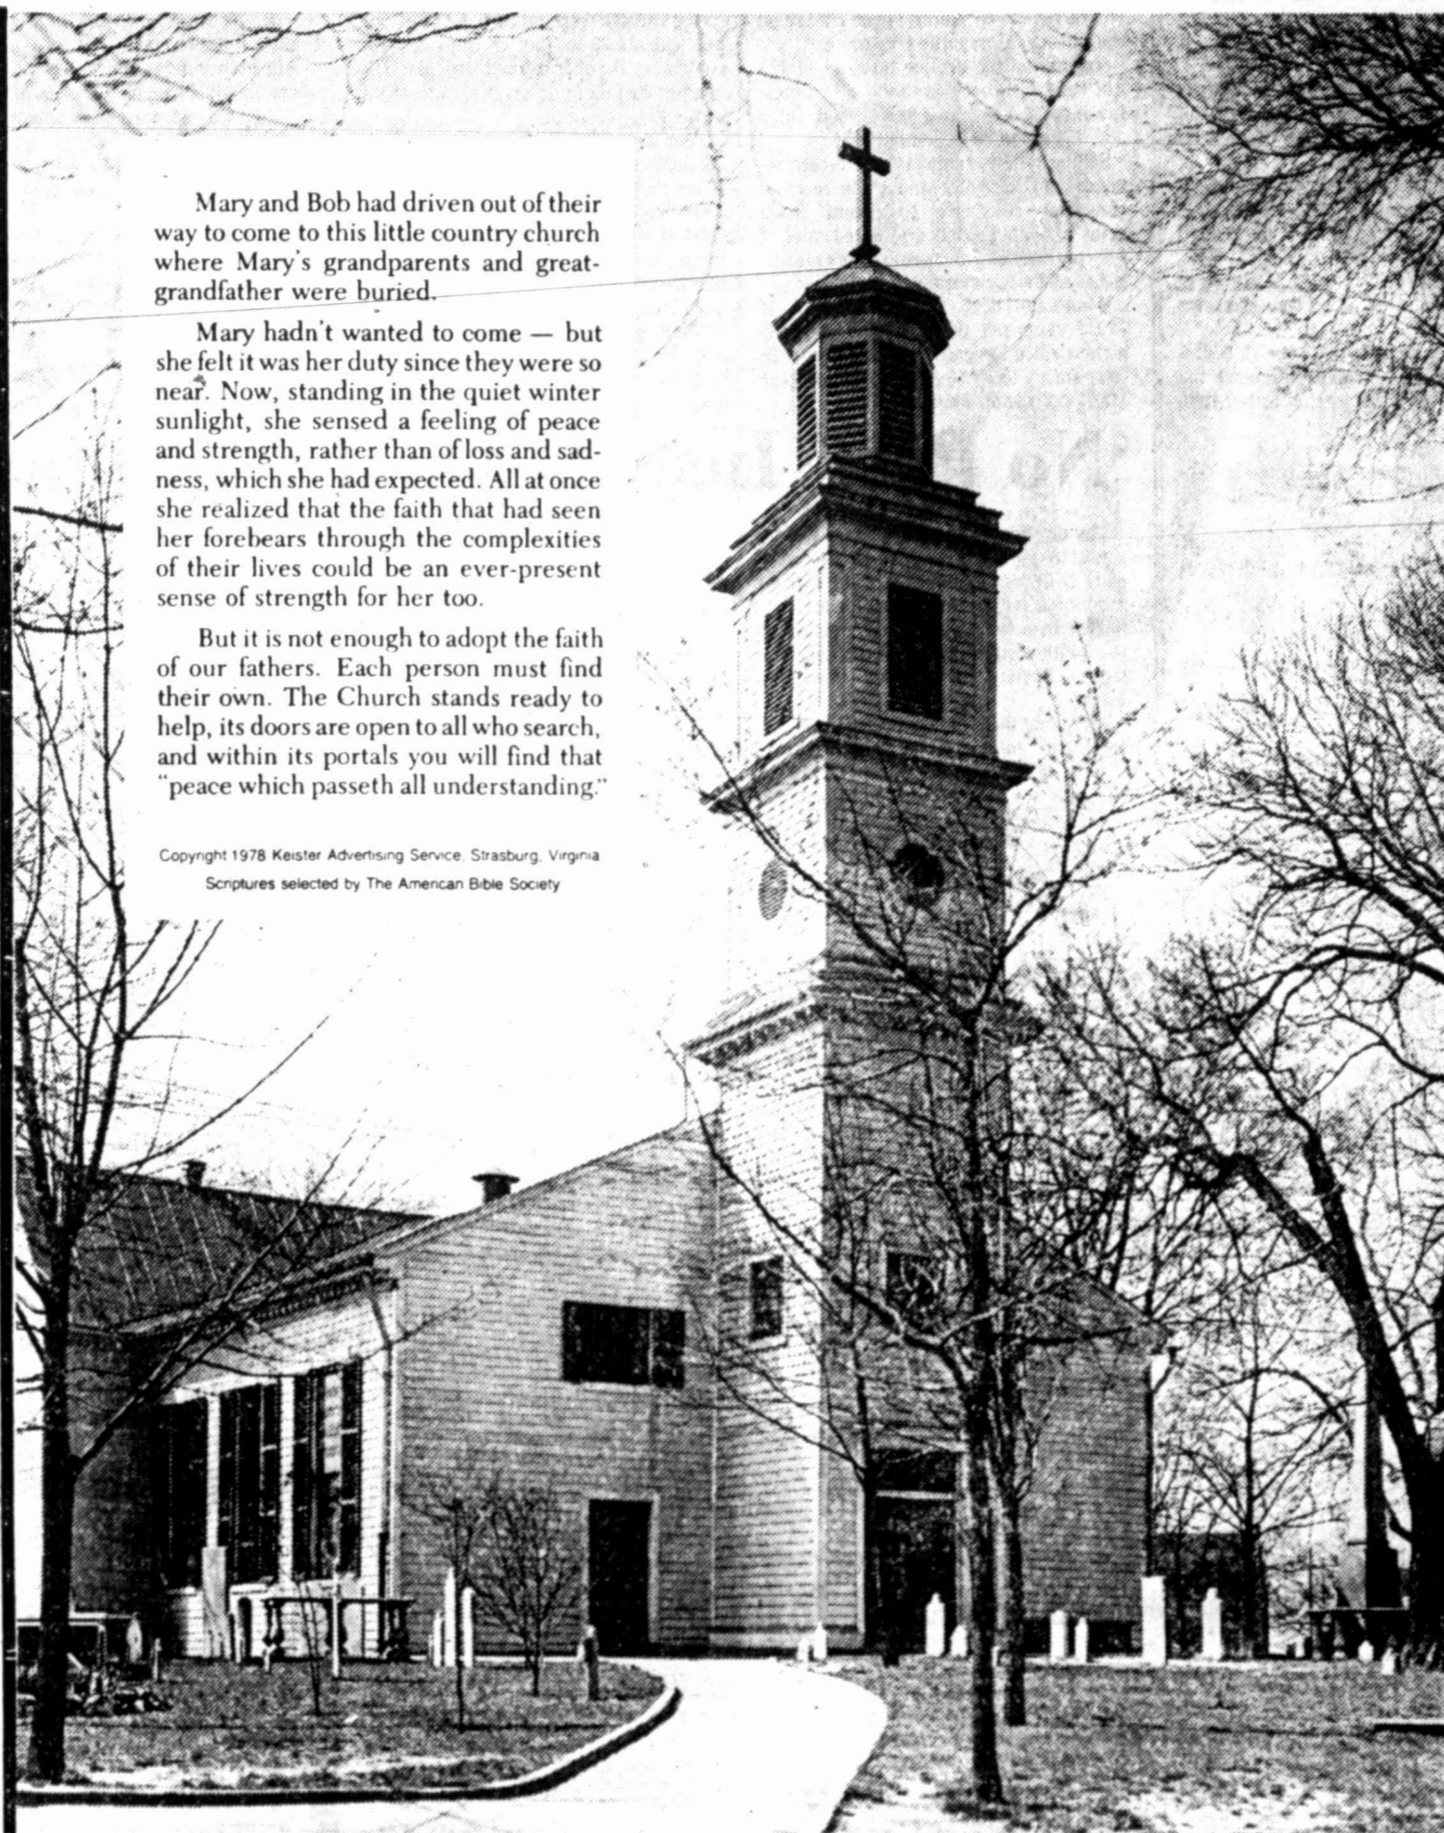 Mary and Bob had driven out of their
way to come to this little country church
where Mary's grandparents and great-
grandfather were buried.
Mary hadn't wanted to come — but
she felt it was her duty since they were so
near. Now, standing in the quiet winter
sunlight, she sensed a feeling of peace
and strength, rather than of loss and sad-
ness, which she had expected. All at once
she realized that the faith that had seen
her forebears through the complexities
of their lives could be an ever-present
sense of strength for her too.
But it is not enough to adopt the faith
of our fathers. Each person must find
their own. The Church stands ready to
help, its doors are open to all who search,
and within its portals you will find that
"peace which passeth all understanding."
Copyright 1978 Keister Advertising Service, Strasburg, Virginia
Scriptures selected by The American Bible Society